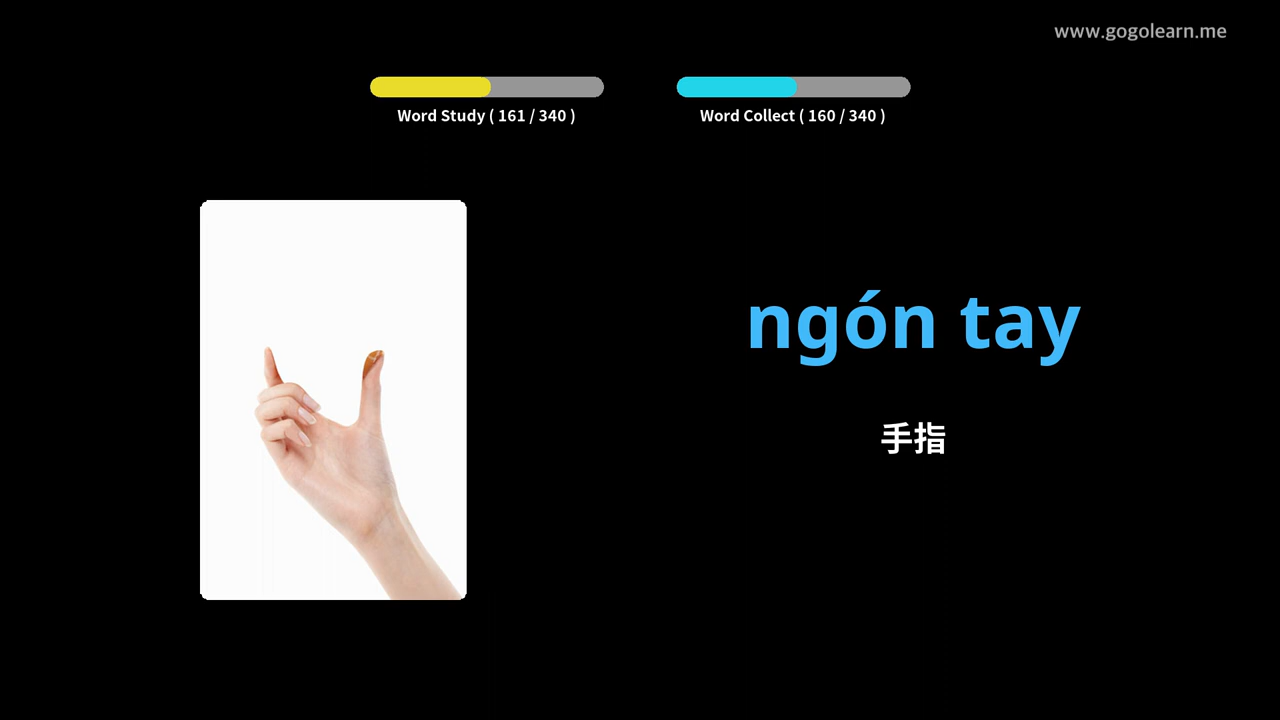 www.gogolearn.me
Word Study ( 161 / 340 )
Word Collect ( 160 / 340 )
ngón tay
手指